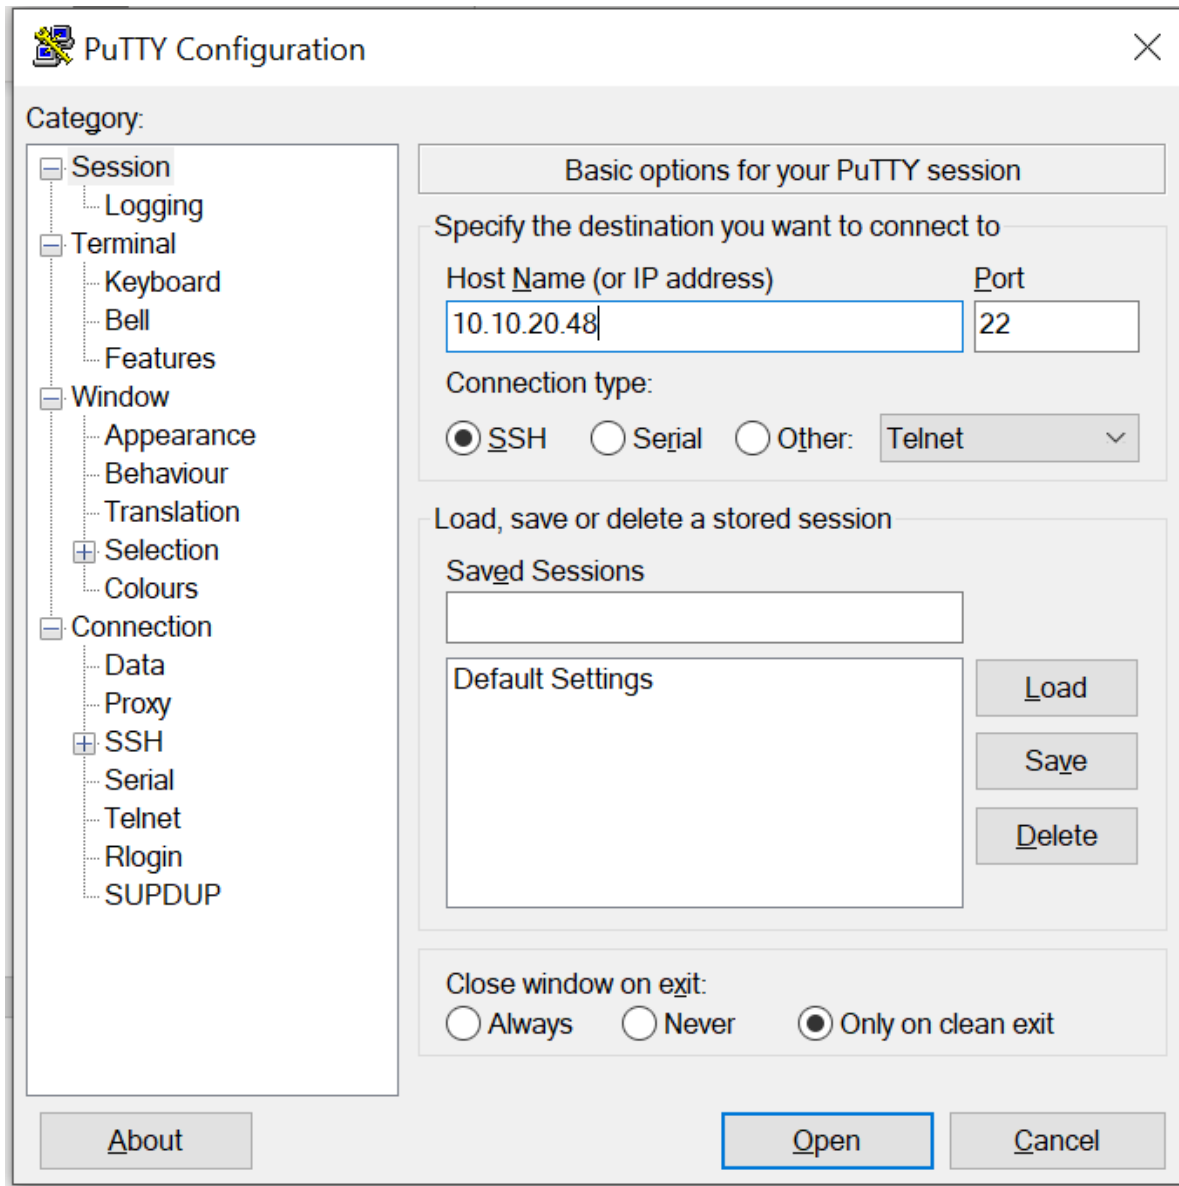 PuTTY Configuration
Category:
Session
Logging
Terminal
Keyboard
Bell
Features
Window
Appearance
Behaviour
Translation
Selection
Colours
Connection
Data
Proxy
SSH
Serial
Telnet
Rlogin
SUPDUP
Basic options for your PuTTY session
Specify the destination you want to connect to
Host Name (or IP address) Port
10.10.20.48 22
Connection type:
SSH Serial Other: Telnet
Load, save or delete a stored session
Saved Sessions
Default Settings
Load
Save
Delete
Close window on exit:
Always Never Only on clean exit
About Open Cancel